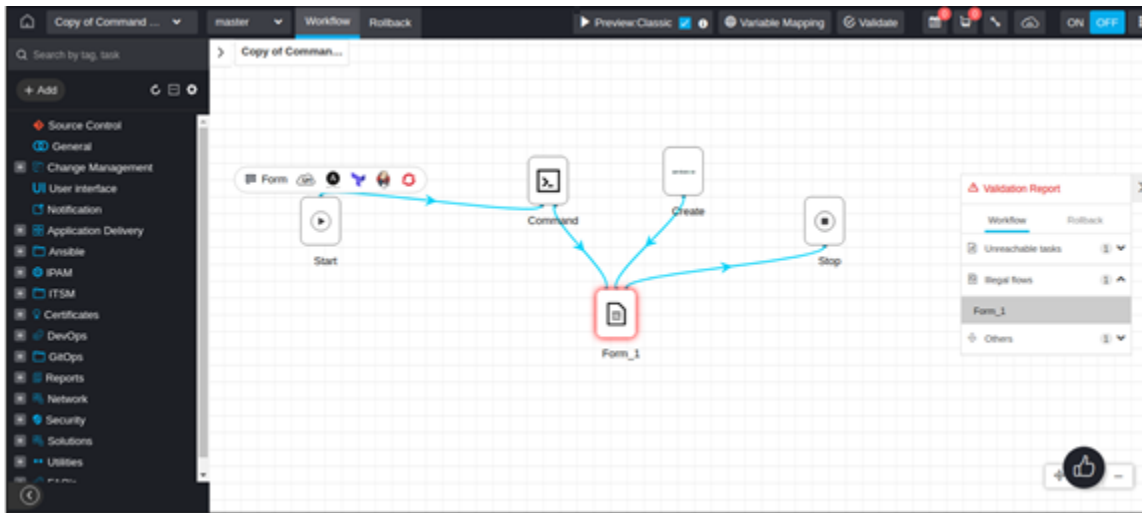 Copy of Command ... master Workflow Rollback Preview:Classic Variable Mapping Validate ON OFF
Search by tag, task
Copy of Comman...
+ Add
Source Control
General
Change Management
User interface
Notification
Application Delivery
Ansible
IPAM
ITSM
Certificates
DevOps
GitOps
Reports
Network
Security
Solutions
Utilities
Form
Start
Command
Create
Stop
Form_1
Validation Report
Workflow Rollback
Unreachable tasks 1
Illegal flows 1
Form_1
Others 1